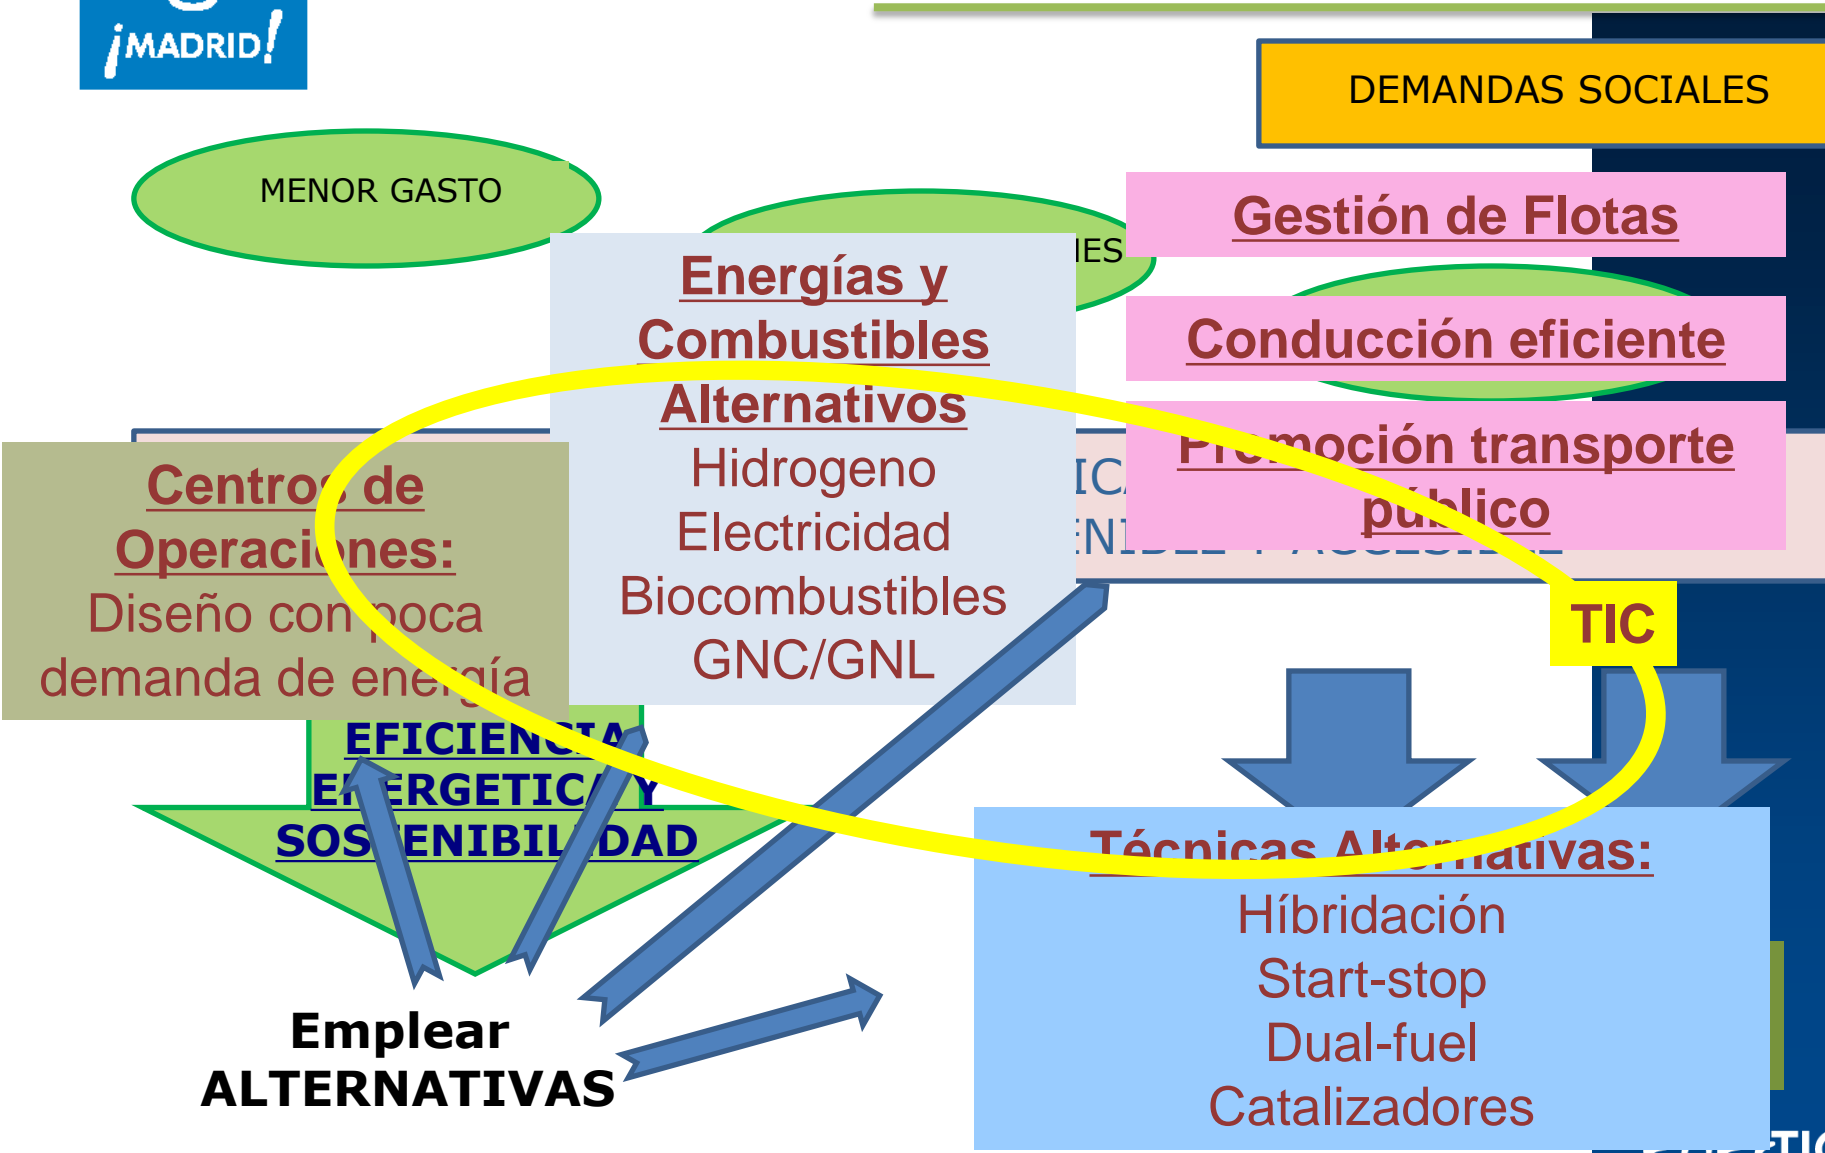 ¡MADRID!
DEMANDAS SOCIALES
MENOR GASTO
Gestión de Flotas
Energías y
Combustibles
Alternativos
Hidrogeno
Electricidad
Biocombustibles
GNC/GNL
Conducción eficiente
Promoción transporte
público
Centros de
Operaciones:
Diseño con poca
demanda de energía
TIC
EFICIENCIA
ENERGETICA Y
SOSTENIBILIDAD
Técnicas Alternativas:
Híbridación
Start-stop
Dual-fuel
Catalizadores
Emplear
ALTERNATIVAS